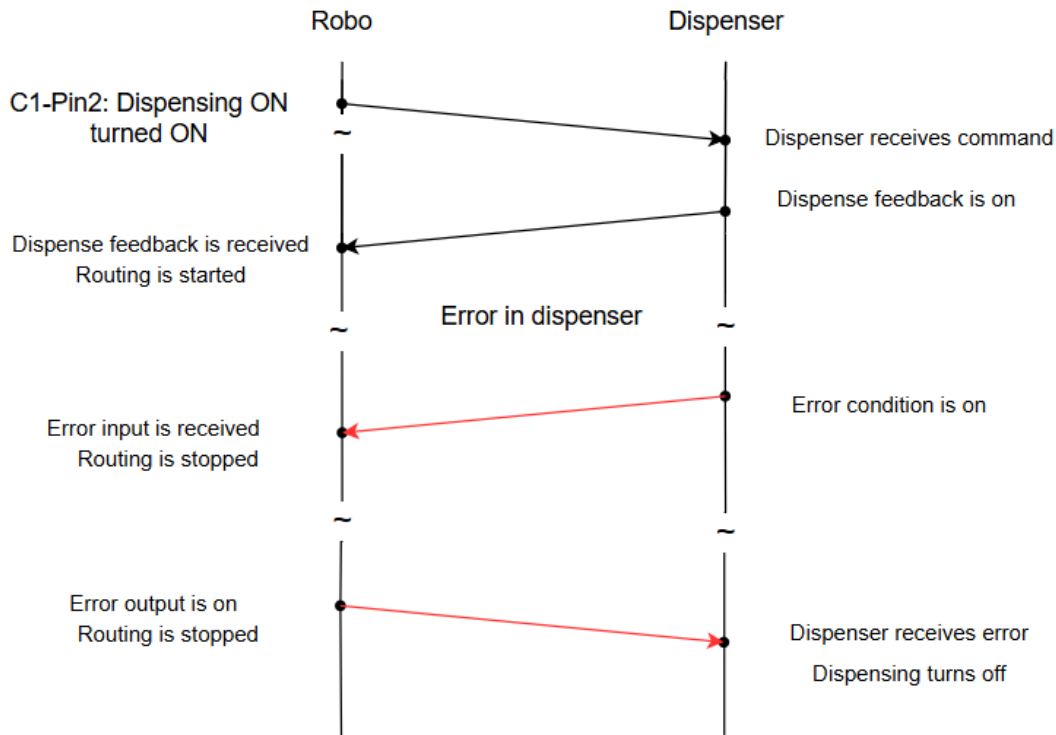 Robo
Dispenser
C1-Pin2: Dispensing ON
turned ON
~
Dispenser receives command
Dispense feedback is on
Dispense feedback is received
Routing is started
~
Error in dispenser
~
Error condition is on
Error input is received
Routing is stopped
~
~
Error output is on
Routing is stopped
Dispenser receives error
Dispensing turns off